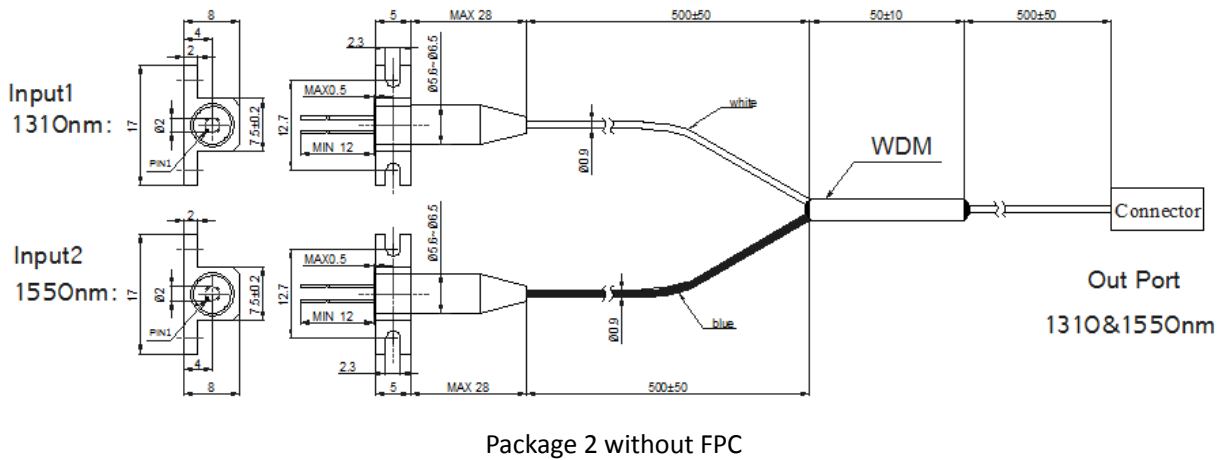 8
4
2
5
MAX 28
500±50
50±10
500±50
2.3
Ø5.6~Ø6.5
Input1
1310nm:
17
Ø2
7.5±0.2
PIN1
MAX0.5
12.7
MIN 12
Ø0.9
white
WDM
Connector
2
Input2
1550nm:
17
Ø2
7.5±0.2
PIN1
4
8
MAX0.5
12.7
MIN 12
2.3
5
Ø5.6~Ø6.5
MAX 28
Ø0.9
blue
500±50
Out Port
1310&1550nm
Package 2 without FPC